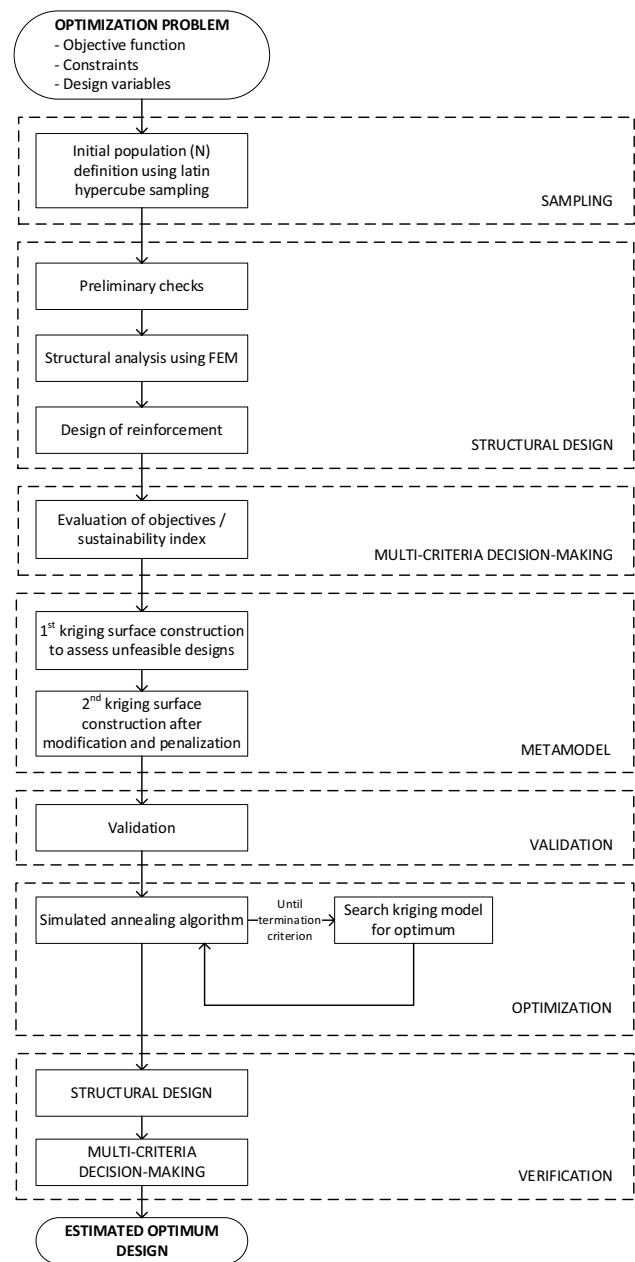 OPTIMIZATION PROBLEM
- Objective function
- Constraints
- Design variables
Initial population (N)
definition using latin
hypercube sampling
SAMPLING
Preliminary checks
Structural analysis using FEM
Design of reinforcement
STRUCTURAL DESIGN
Evaluation of objectives /
sustainability index
MULTI-CRITERIA DECISION-MAKING
1st kriging surface construction
to assess unfeasible designs
2nd kriging surface
construction after
modification and penalization
METAMODEL
Validation
VALIDATION
Simulated annealing algorithm
Until
termination
criterion
Search kriging model
for optimum
OPTIMIZATION
STRUCTURAL DESIGN
MULTI-CRITERIA
DECISION-MAKING
VERIFICATION
ESTIMATED OPTIMUM
DESIGN